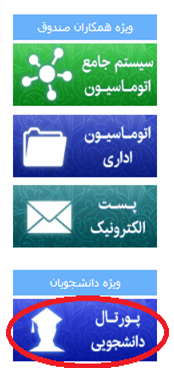 ویژه همکاران صندوق
سیستم جامع
اتوماسیون
اتوماسیون
اداری
پست
الکترونیک
ویژه دانشجویان
پورتال
دانشجویی